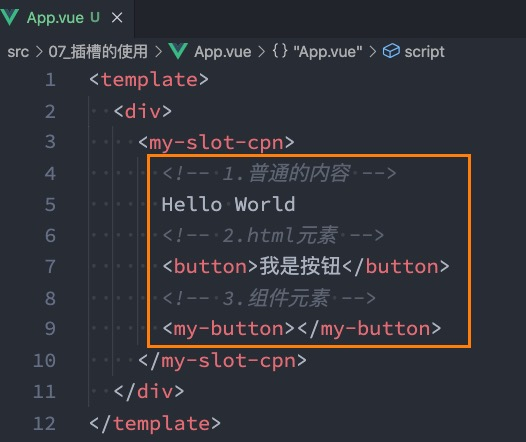 App.vue U ×
src > 07_插槽的使用 > App.vue > {} "App.vue" > script
1 <template>
2 <div>
3 <my-slot-cpn>
4 <!-- 1.普通的内容 -->
5 Hello World
6 <!-- 2.html元素 -->
7 <button>我是按钮</button>
8 <!-- 3.组件元素 -->
9 <my-button></my-button>
10 </my-slot-cpn>
11 </div>
12 </template>